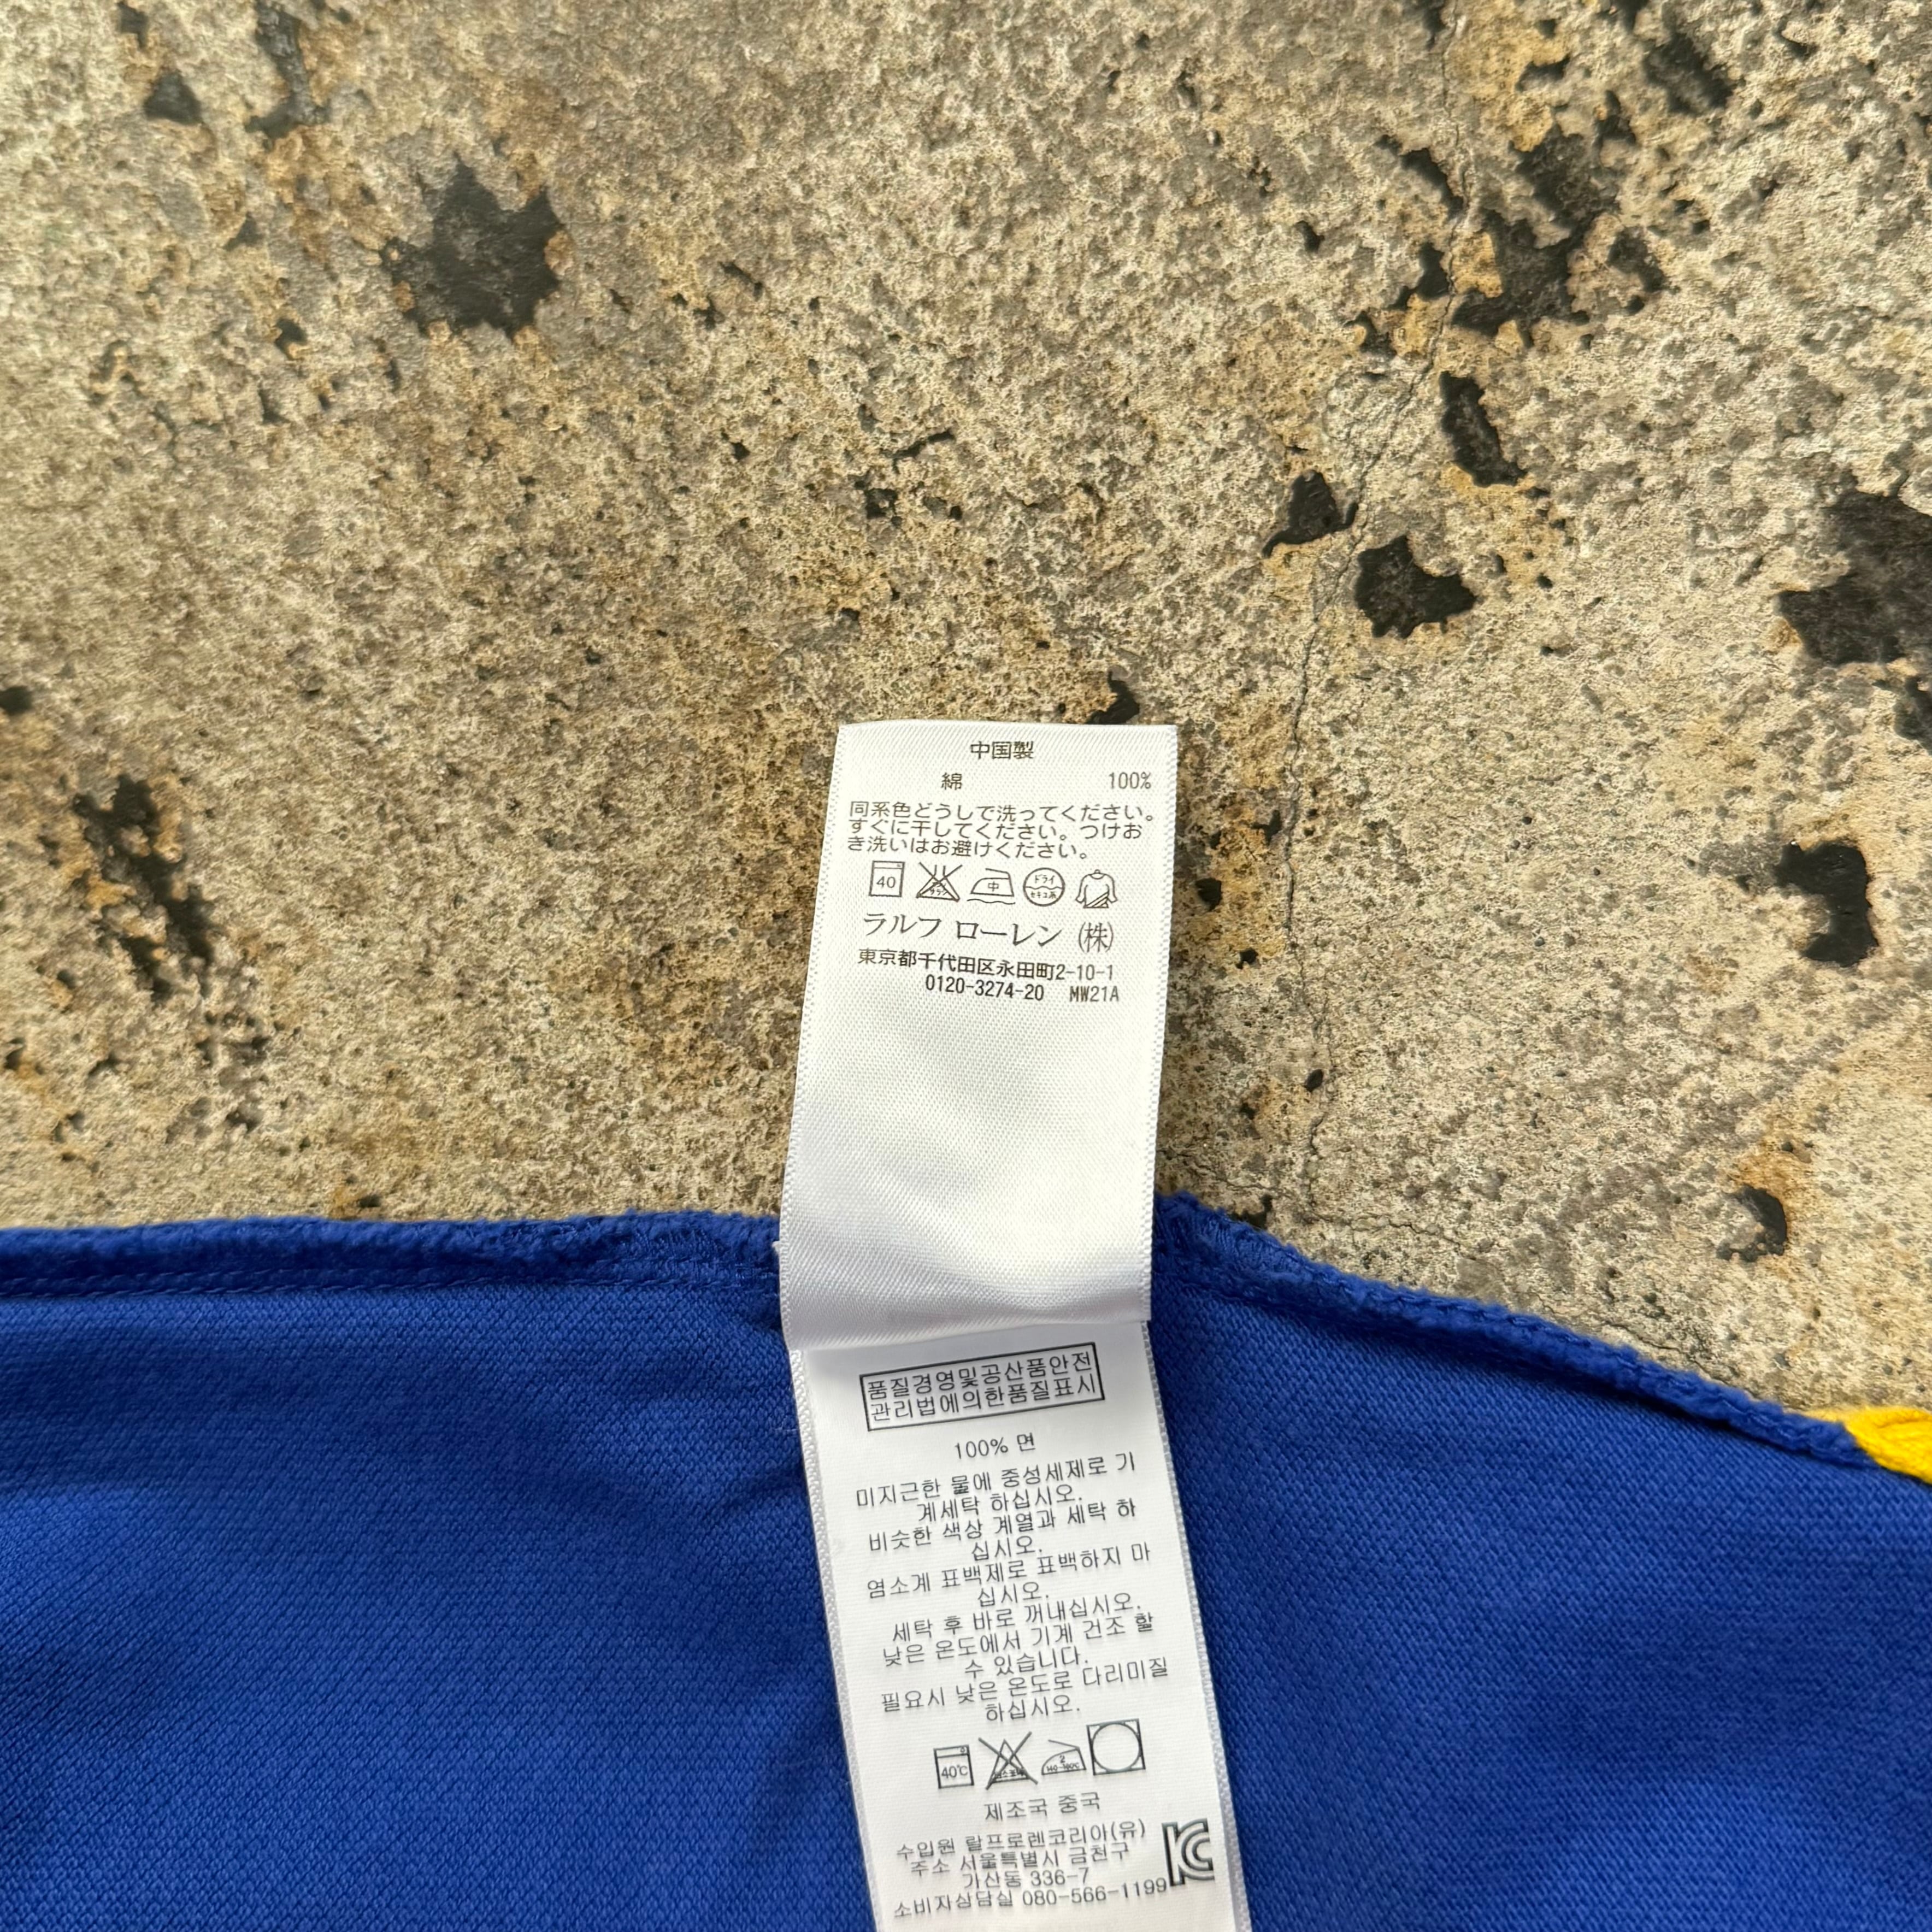 中国製
綿 100%
同系色どうしで洗ってください。
すぐに干してください。つけお
き洗いはお避けください。
40 中 ドライ
ラルフ ローレン (株)
東京都千代田区永田町2-10-1
0120-3274-20 MW21A
품질경영및공산품안전
관리법에의한품질표시
100% 면
미지근한 물에 중성세제로 기
계세탁 하십시오.
비슷한 색상 계열과 세탁 하
십시오.
염소계 표백제로 표백하지 마
십시오.
세탁 후 바로 꺼내십시오.
낮은 온도에서 기계 건조 할
수 있습니다.
필요시 낮은 온도로 다리미질
하십시오.
40℃ 2
제조국 중국
수입원 랄프로렌코리아(유)
주소 서울특별시 금천구
가산동 336-7
소비자상담실 080-566-1199